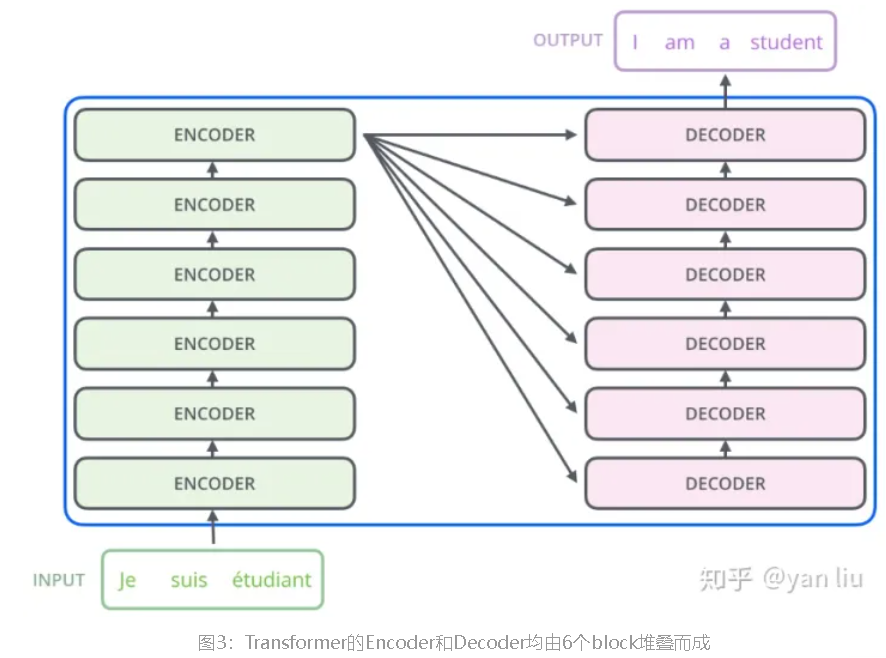 OUTPUT I am a student
ENCODER DECODER
ENCODER DECODER
ENCODER DECODER
ENCODER DECODER
ENCODER DECODER
ENCODER DECODER
INPUT Je suis étudiant
知乎 @yan liu
图3：Transformer的Encoder和Decoder均由6个block堆叠而成